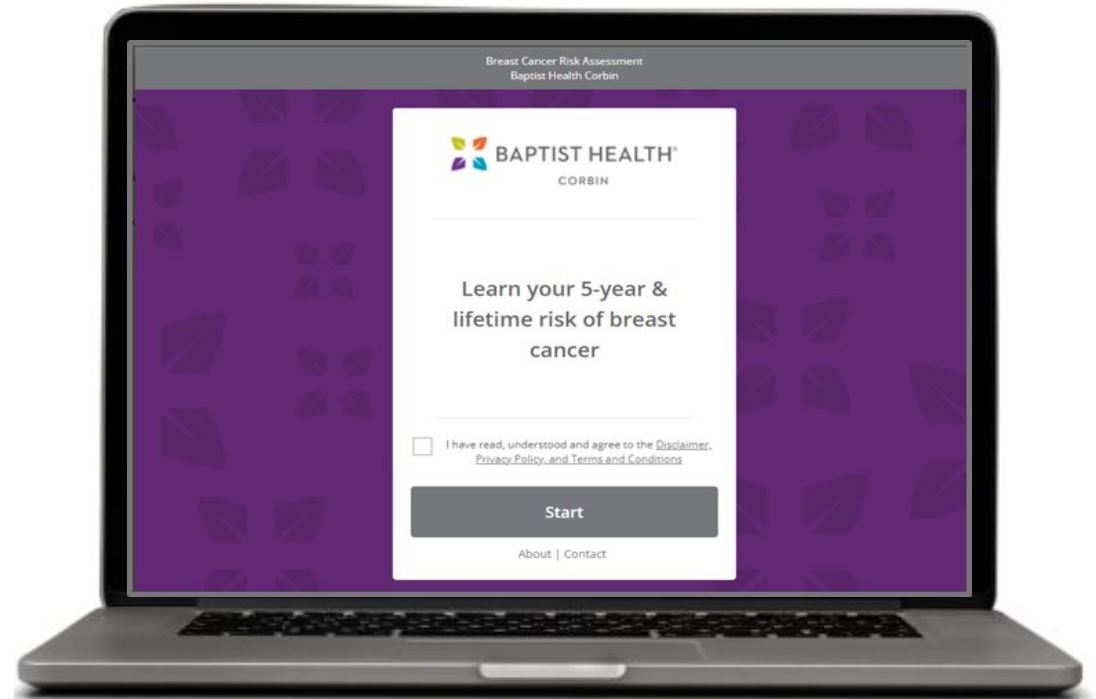 Breast Cancer Risk Assessment
Baptist Health Corbin
BAPTIST HEALTH®
CORBIN
Learn your 5-year &
lifetime risk of breast
cancer
I have read, understood and agree to the Disclaimer,
Privacy Policy, and Terms and Conditions
Start
About | Contact